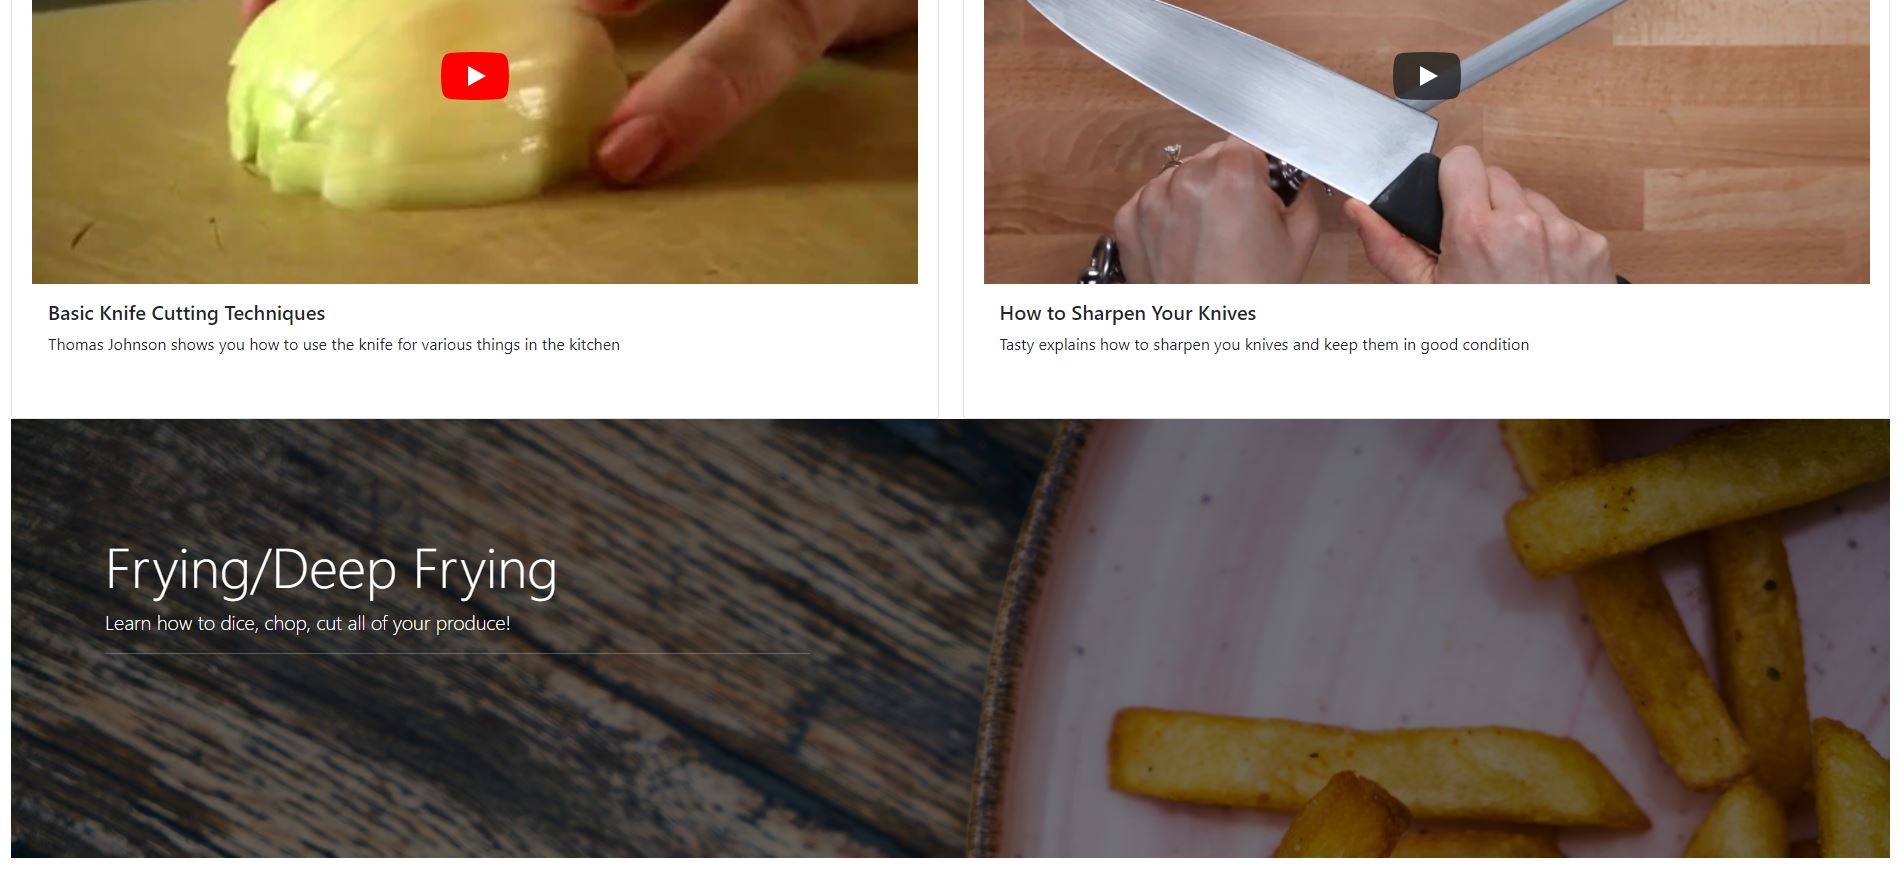 Basic Knife Cutting Techniques
Thomas Johnson shows you how to use the knife for various things in the kitchen
How to Sharpen Your Knives
Tasty explains how to sharpen you knives and keep them in good condition
Frying/Deep Frying
Learn how to dice, chop, cut all of your produce!